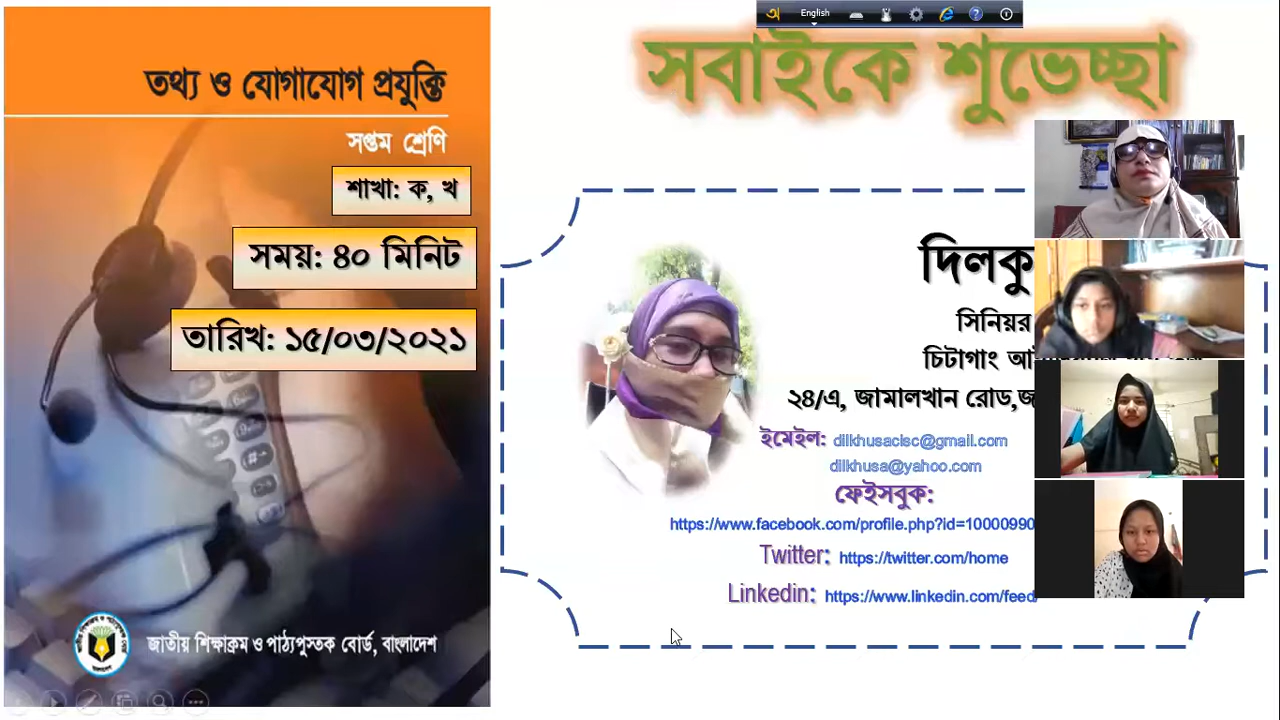 English
তথ্য ও যোগাযোগ প্রযুক্তি
সপ্তম শ্রেণি
শাখা: ক, খ
সময়: ৪০ মিনিট
তারিখ: ১৫/০৩/২০২১
জাতীয় শিক্ষাক্রম ও পাঠ্যপুস্তক বোর্ড, বাংলাদেশ
সবাইকে শুভেচ্ছা
দিলকু
সিনিয়র
চিটাগাং
২৪/এ, জামালখান রোড,জ
ইমেইল: dilkhusaclsc@gmail.com
dilkhusa@yahoo.com
ফেইসবুক:
https://www.facebook.com/profile.php?id=10000990
Twitter: https://twitter.com/home
Linkedin: https://www.linkedin.com/feed/